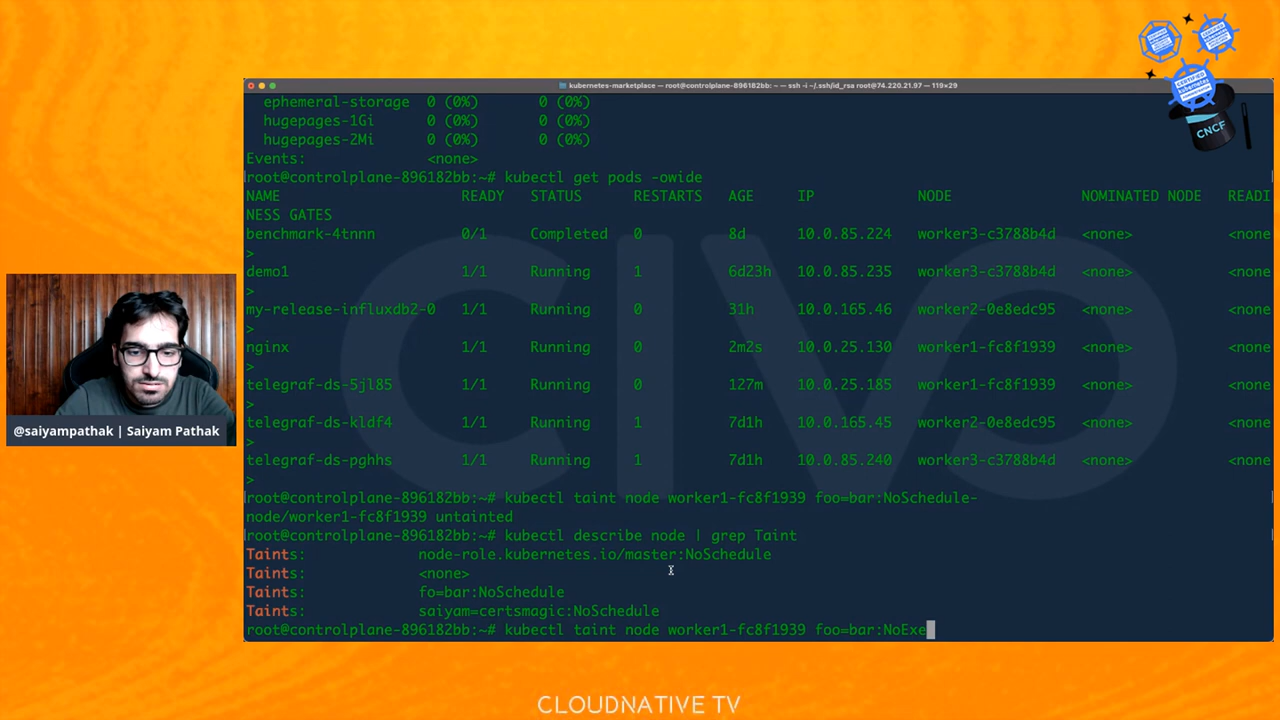 kubernetes-marketplace — root@controlplane-896182bb: ~ — ssh -i ~/.ssh/id_rsa root@74.220.21.97 — 119×29
ephemeral-storage 0 (0%) 0 (0%)
hugepages-1Gi 0 (0%) 0 (0%)
hugepages-2Mi 0 (0%) 0 (0%)
Events: <none>
root@controlplane-896182bb:~# kubectl get pods -owide
NAME READY STATUS RESTARTS AGE IP NODE NOMINATED NODE READI
NESS GATES
benchmark-4tnnn 0/1 Completed 0 8d 10.0.85.224 worker3-c3788b4d <none> <none
>
demo1 1/1 Running 1 6d23h 10.0.85.235 worker3-c3788b4d <none> <none
>
my-release-influxdb2-0 1/1 Running 0 31h 10.0.165.46 worker2-0e8edc95 <none> <none
>
nginx 1/1 Running 0 2m2s 10.0.25.130 worker1-fc8f1939 <none> <none
>
telegraf-ds-5jl85 1/1 Running 0 127m 10.0.25.185 worker1-fc8f1939 <none> <none
>
telegraf-ds-kldf4 1/1 Running 1 7d1h 10.0.165.45 worker2-0e8edc95 <none> <none
>
telegraf-ds-pghhs 1/1 Running 1 7d1h 10.0.85.240 worker3-c3788b4d <none> <none
>
root@controlplane-896182bb:~# kubectl taint node worker1-fc8f1939 foo=bar:NoSchedule-
node/worker1-fc8f1939 untainted
root@controlplane-896182bb:~# kubectl describe node | grep Taint
Taints: node-role.kubernetes.io/master:NoSchedule
Taints: <none>
Taints: fo=bar:NoSchedule
Taints: saiyam=certsmagic:NoSchedule
root@controlplane-896182bb:~# kubectl taint node worker1-fc8f1939 foo=bar:NoExe
CIVO
@saiyampathak | Saiyam Pathak
CNCF
CLOUDNATIVE TV